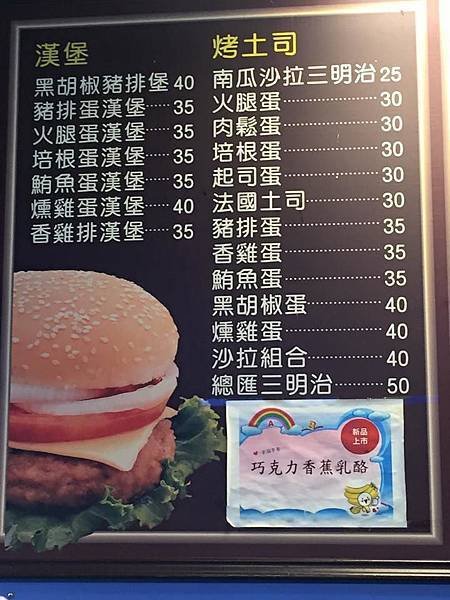 漢堡
黑胡椒豬排堡 40
豬排蛋漢堡····· 35
火腿蛋漢堡····· 35
培根蛋漢堡····· 35
鮪魚蛋漢堡····· 35
燻雞蛋漢堡····· 40
香雞排漢堡····· 35
烤土司
南瓜沙拉三明治 25
火腿蛋·················· 30
肉鬆蛋·················· 30
培根蛋·················· 30
起司蛋·················· 30
法國土司·············· 30
豬排蛋·················· 35
香雞蛋·················· 35
鮪魚蛋·················· 35
黑胡椒蛋·············· 40
燻雞蛋·················· 40
沙拉組合·············· 40
總匯三明治·········· 50
新品
上市
巧克力香蕉乳酪